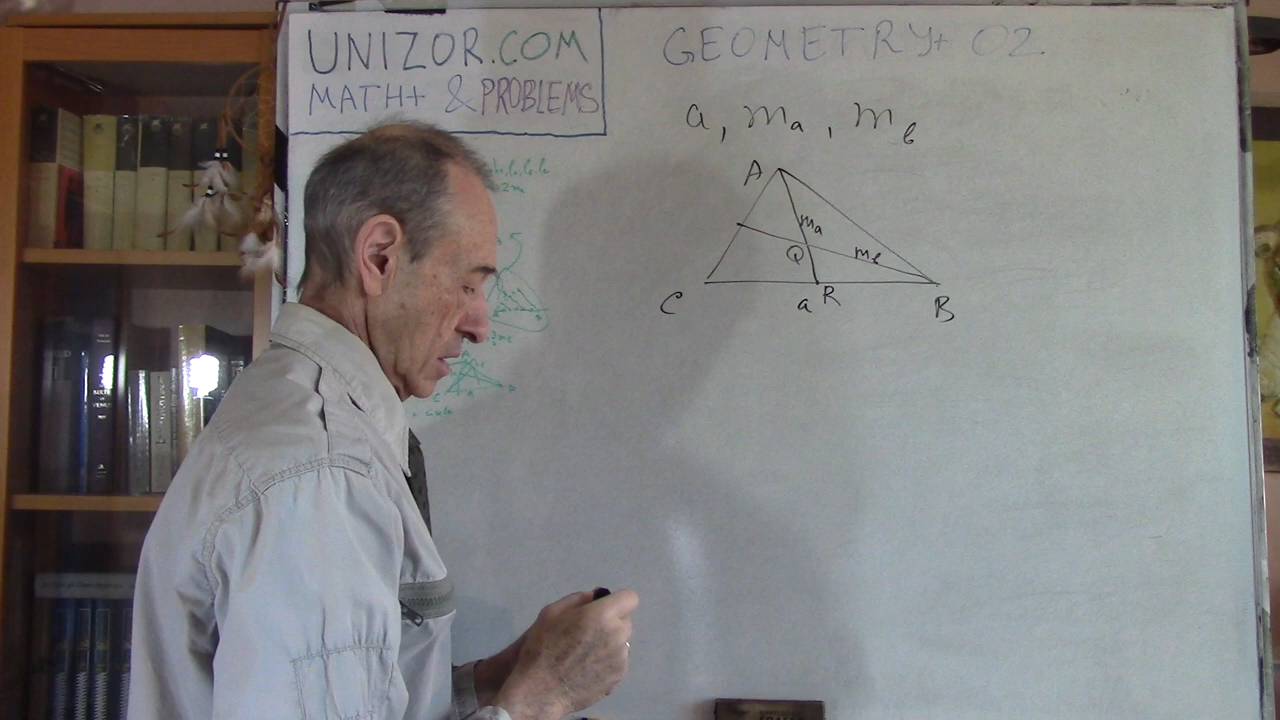 UNIZOR.COM
MATH+ & PROBLEMS
GEOMETRY+ 02
a, ma, mb
A
ma
Q
mb
C
a R
B